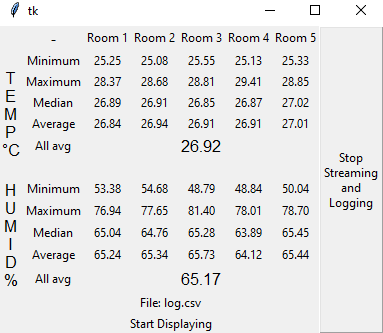 tk
- Room 1 Room 2 Room 3 Room 4 Room 5
TEMP °C
Minimum 25.25 25.08 25.55 25.13 25.33
Maximum 28.37 28.68 28.81 29.41 28.85
Median 26.89 26.91 26.85 26.87 27.02
Average 26.84 26.94 26.91 26.91 27.01
All avg 26.92
HUMID %
Minimum 53.38 54.68 48.79 48.84 50.04
Maximum 76.94 77.65 81.40 78.01 78.70
Median 65.04 64.76 65.28 63.89 65.45
Average 65.24 65.34 65.73 64.12 65.44
All avg 65.17
File: log.csv
Start Displaying
Stop
Streaming
and
Logging